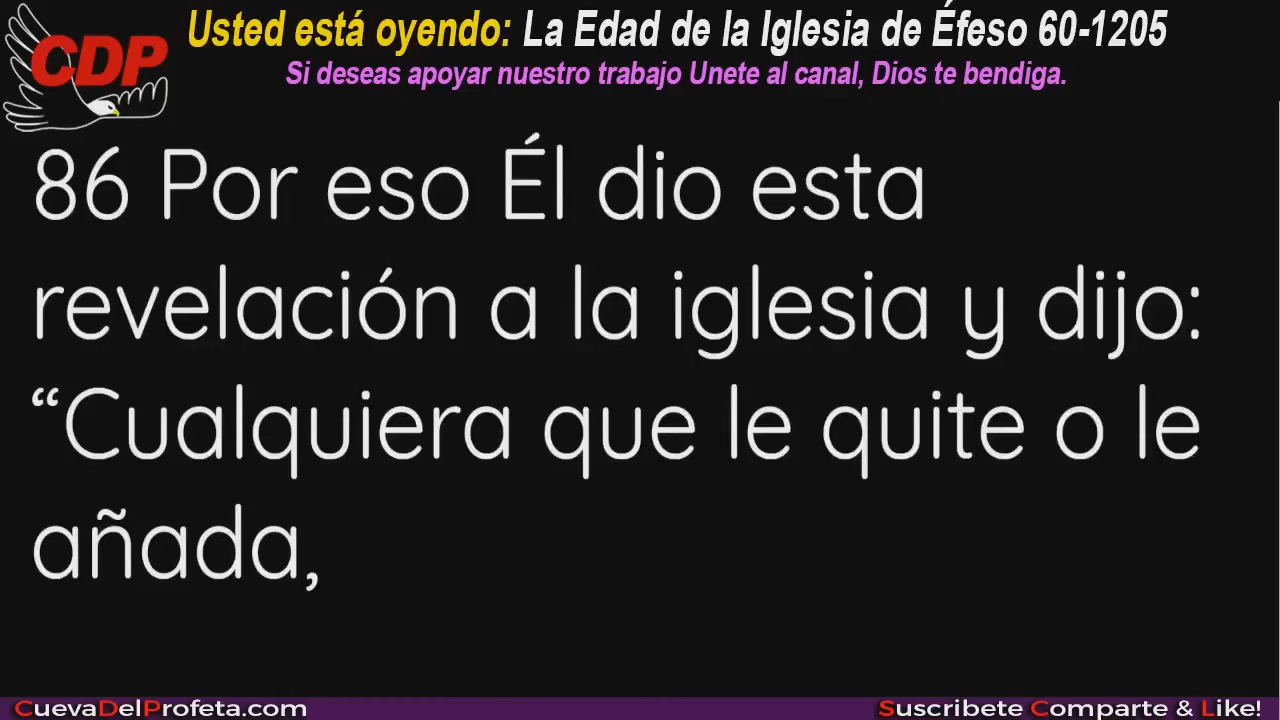 CDP
Usted está oyendo: La Edad de la Iglesia de Éfeso 60-1205
Si deseas apoyar nuestro trabajo Unete al canal, Dios te bendiga.
86 Por eso Él dio esta
revelación a la iglesia y dijo:
“Cualquiera que le quite o le
añada,
CuevaDelProfeta.com
Suscribete Comparte & Like!